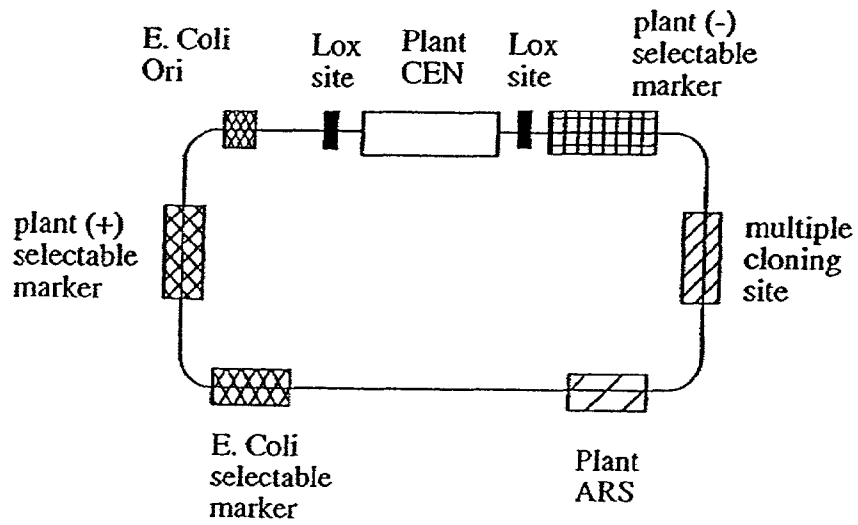 E. Coli
Ori
Lox
site
Plant
CEN
Lox
site
plant (-)
selectable
marker
plant (+)
selectable
marker
multiple
cloning
site
E. Coli
selectable
marker
Plant
ARS